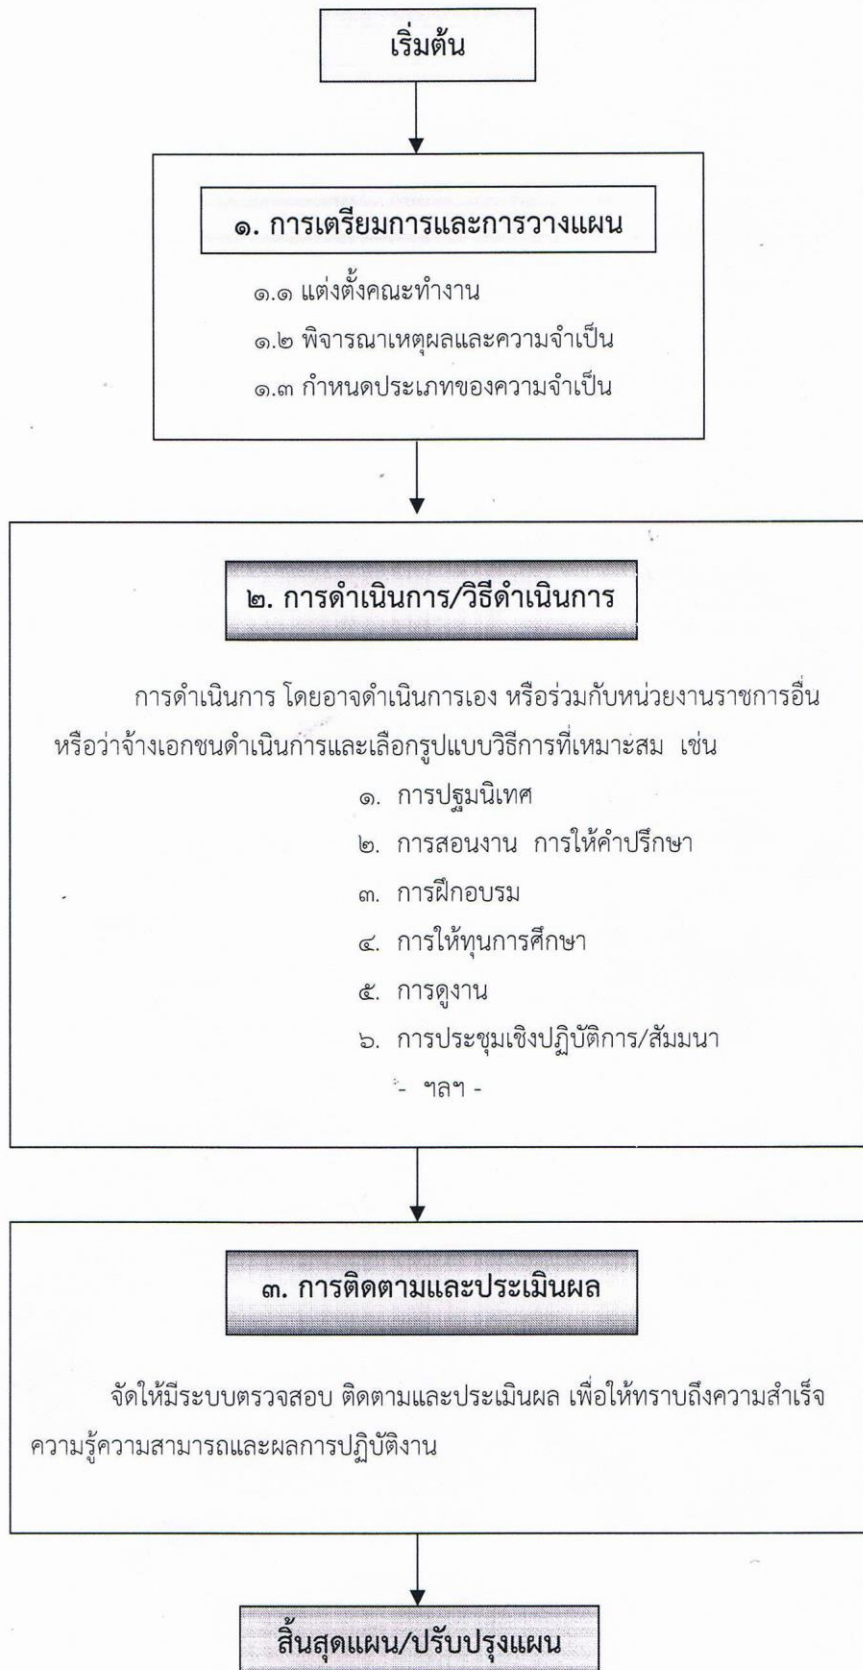 เริ่มต้น
๑. การเตรียมการและการวางแผน
๑.๑ แต่งตั้งคณะทำงาน
๑.๒ พิจารณาเหตุผลและความจำเป็น
๑.๓ กำหนดประเภทของความจำเป็น
๒. การดำเนินการ/วิธีดำเนินการ
การดำเนินการ โดยอาจดำเนินการเอง หรือร่วมกับหน่วยงานราชการอื่น
หรือว่าจ้างเอกชนดำเนินการและเลือกรูปแบบวิธีการที่เหมาะสม เช่น
๑. การปฐมนิเทศ
๒. การสอนงาน การให้คำปรึกษา
๓. การฝึกอบรม
๔. การให้ทุนการศึกษา
๕. การดูงาน
๖. การประชุมเชิงปฏิบัติการ/สัมมนา
- ฯลฯ -
๓. การติดตามและประเมินผล
จัดให้มีระบบตรวจสอบ ติดตามและประเมินผล เพื่อให้ทราบถึงความสำเร็จ
ความรู้ความสามารถและผลการปฏิบัติงาน
สิ้นสุดแผน/ปรับปรุงแผน